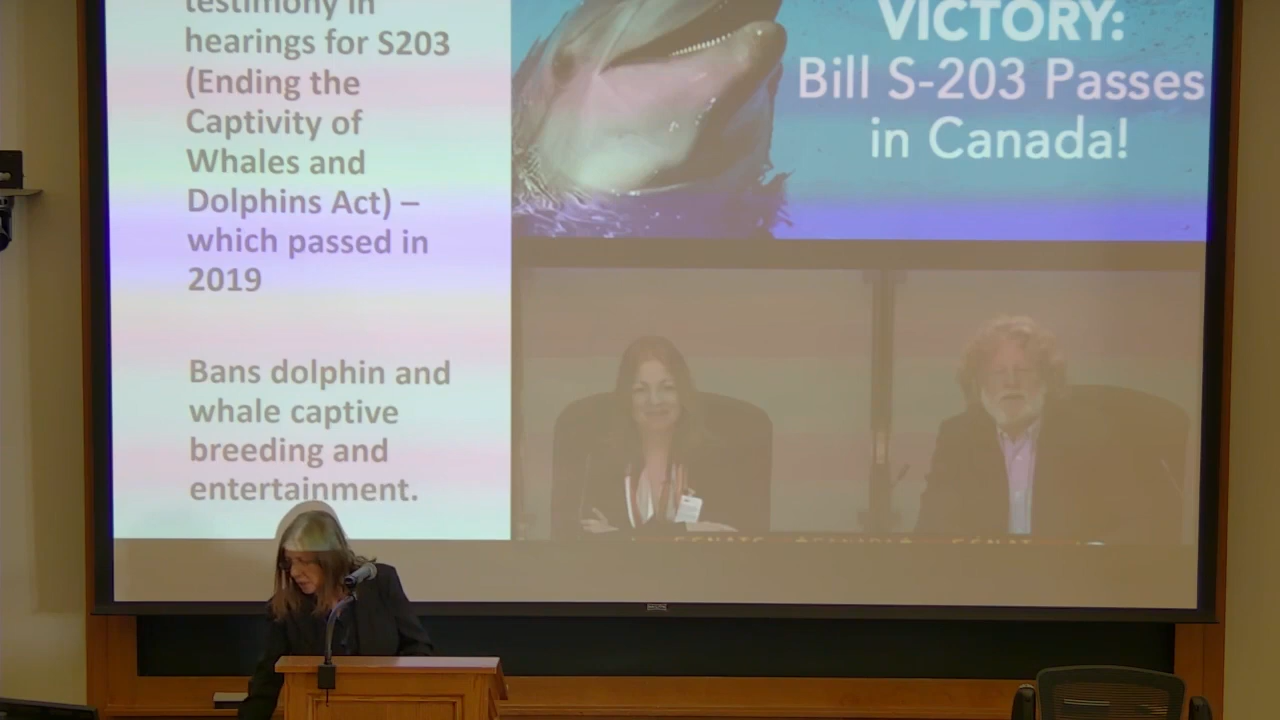 testimony in
hearings for S203
(Ending the
Captivity of
Whales and
Dolphins Act) –
which passed in
2019
Bans dolphin and
whale captive
breeding and
entertainment.
VICTORY:
Bill S-203 Passes
in Canada!